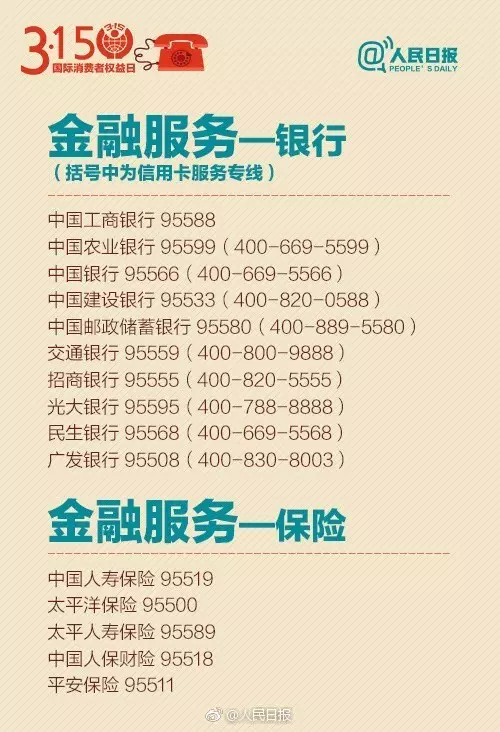 3·15
3·15
国际消费者权益日
@人民日报
PEOPLE'S DAILY
金融服务—银行
（括号中为信用卡服务专线）
中国工商银行 95588
中国农业银行 95599（400-669-5599）
中国银行 95566（400-669-5566）
中国建设银行 95533（400-820-0588）
中国邮政储蓄银行 95580（400-889-5580）
交通银行 95559（400-800-9888）
招商银行 95555（400-820-5555）
光大银行 95595（400-788-8888）
民生银行 95568（400-669-5568）
广发银行 95508（400-830-8003）
金融服务—保险
中国人寿保险 95519
太平洋保险 95500
太平人寿保险 95589
中国人保财险 95518
平安保险 95511
@人民日报